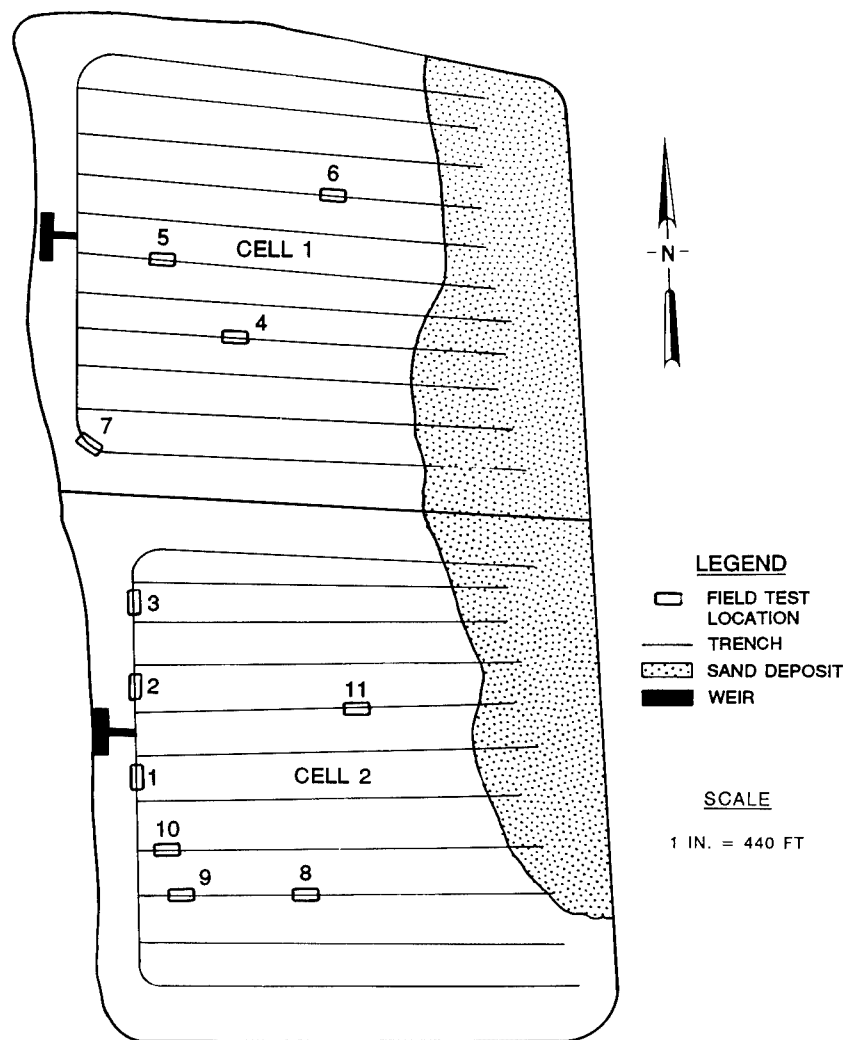 6
5
CELL 1
4
7
-N-
3
2
11
1
CELL 2
10
9
8
LEGEND
FIELD TEST
LOCATION
TRENCH
SAND DEPOSIT
WEIR
SCALE
1 IN. = 440 FT